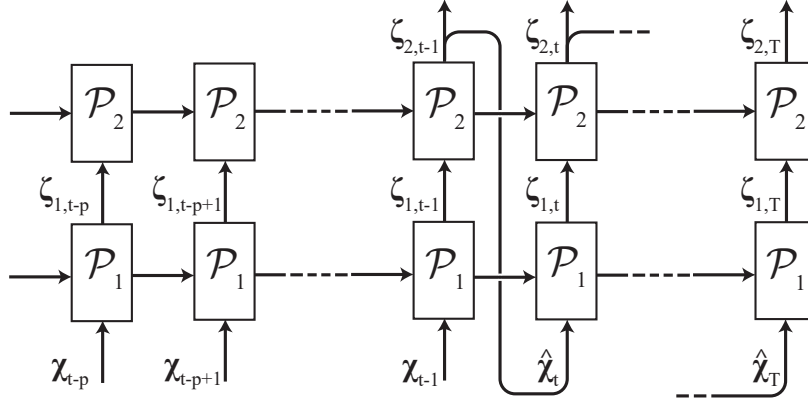 ζ₂,t-1 ζ₂,t ζ₂,T
𝒫₂ 𝒫₂ 𝒫₂ 𝒫₂ 𝒫₂
ζ₁,t-p ζ₁,t-p+1 ζ₁,t-1 ζ₁,t ζ₁,T
𝒫₁ 𝒫₁ 𝒫₁ 𝒫₁ 𝒫₁
χt-p χt-p+1 χt-1 χ̂t χ̂T